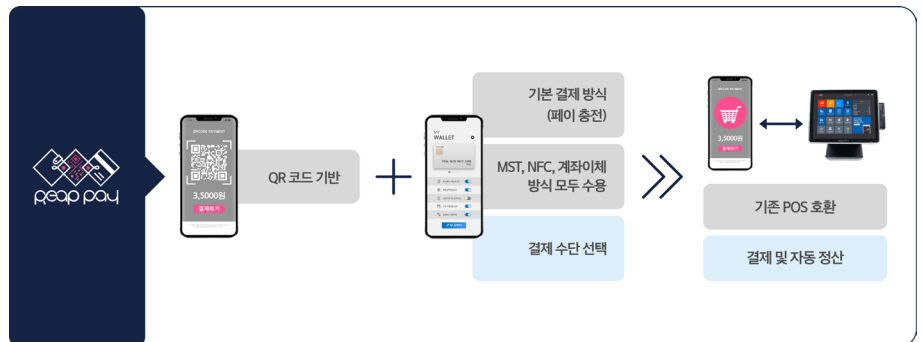 Reap pay
3,5000원
결제하기
QR 코드 기반
WALLET
기본 결제 방식
(페이 충전)
MST, NFC, 계좌이체
방식 모두 수용
결제 수단 선택
3,5000원
결제하기
기존 POS 호환
결제 및 자동 정산